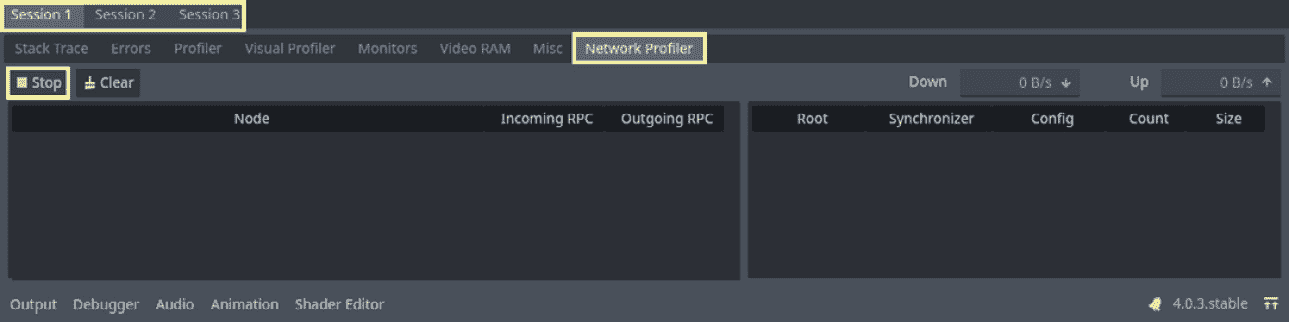 Session 1 Session 2 Session 3
Stack Trace Errors Profiler Visual Profiler Monitors Video RAM Misc Network Profiler
Stop Clear Down 0 B/s Up 0 B/s
Node Incoming RPC Outgoing RPC Root Synchronizer Config Count Size
Output Debugger Audio Animation Shader Editor 4.0.3.stable